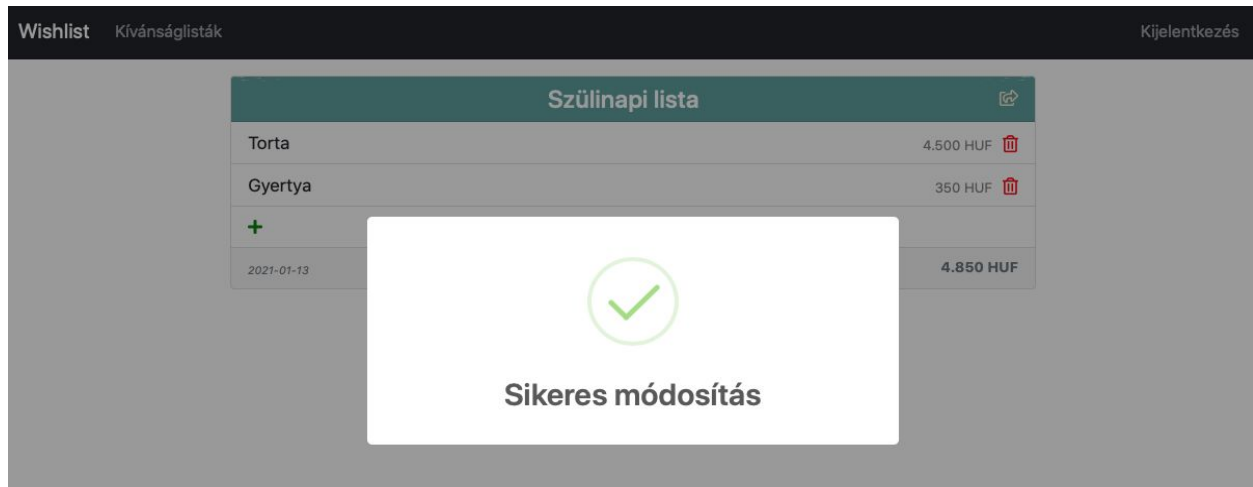 Wishlist Kívánságlisták Kijelentkezés
Szülinapi lista
Torta 4.500 HUF
Gyertya 350 HUF
+
2021-01-13 4.850 HUF
Sikeres módosítás